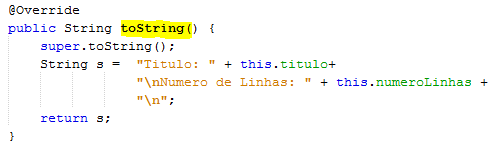 @Override
public String toString() {
super.toString();
String s = "Titulo: " + this.titulo+
"\nNumero de Linhas: " + this.numeroLinhas +
"\n";
return s;
}